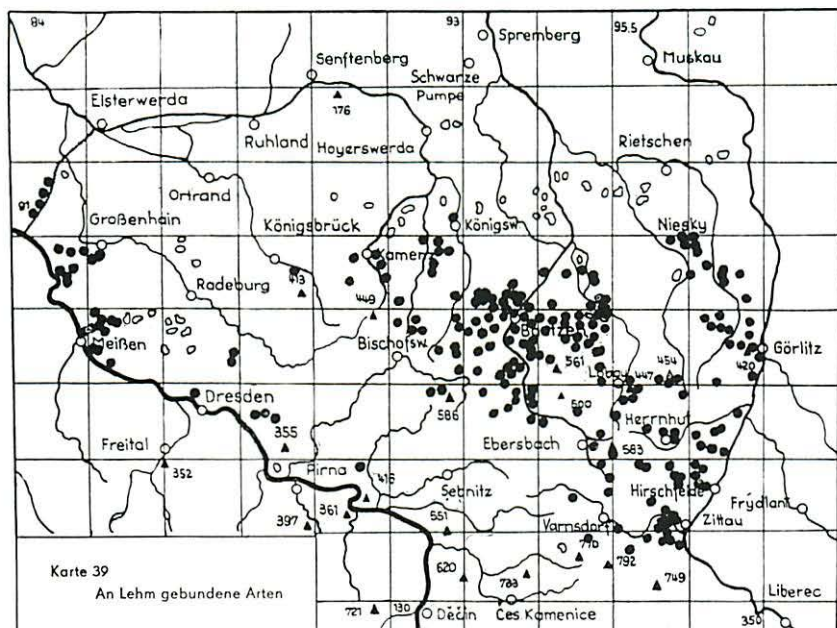 84
93
95.5
Spremberg
Senftenberg
Muskau
Schwarze
Pumpe
176
Elsterwerda
Ruhland
Hoyerswerda
Rietschen
Ortrand
91
Großenhain
Königsbrück
Königsw.
Niesky
Kamenz
Radeburg
413
449
Meißen
Bischofsw.
Görlitz
561
Löbau
447
454
420
Dresden
586
500
Herrnhut
355
Ebersbach
583
Freital
352
Pirna
416
Sebnitz
Hirschfelde
Frýdlant
397
361
551
Varnsdorf
Zittau
Karte 39
An Lehm gebundene Arten
620
733
770
792
749
Liberec
721
130
Děčín
Čes Kamenice
350